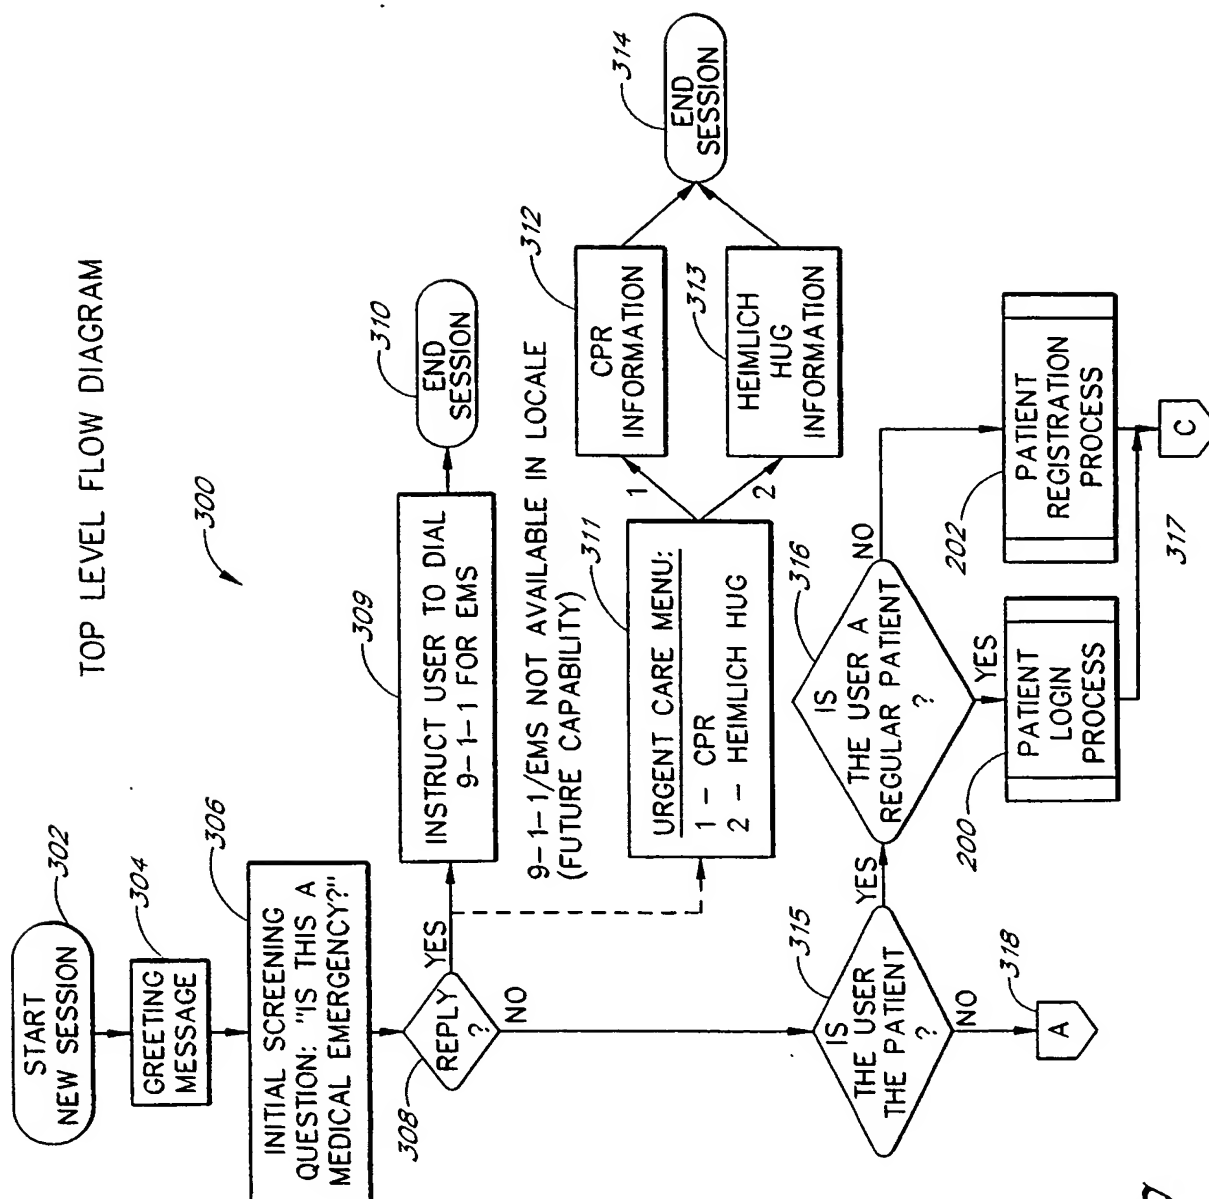 TOP LEVEL FLOW DIAGRAM
300
START
NEW SESSION
302
GREETING
MESSAGE
304
INITIAL SCREENING
QUESTION: "IS THIS A
MEDICAL EMERGENCY?"
306
REPLY
?
308
YES
NO
INSTRUCT USER TO DIAL
9-1-1 FOR EMS
309
END
SESSION
310
9-1-1/EMS NOT AVAILABLE IN LOCALE
(FUTURE CAPABILITY)
URGENT CARE MENU:
1 - CPR
2 - HEIMLICH HUG
311
1
2
CPR
INFORMATION
312
HEIMLICH
HUG
INFORMATION
313
END
SESSION
314
IS
THE USER
THE PATIENT
?
315
YES
NO
A
318
IS
THE USER A
REGULAR PATIENT
?
316
YES
NO
PATIENT
LOGIN
PROCESS
200
PATIENT
REGISTRATION
PROCESS
202
317
C